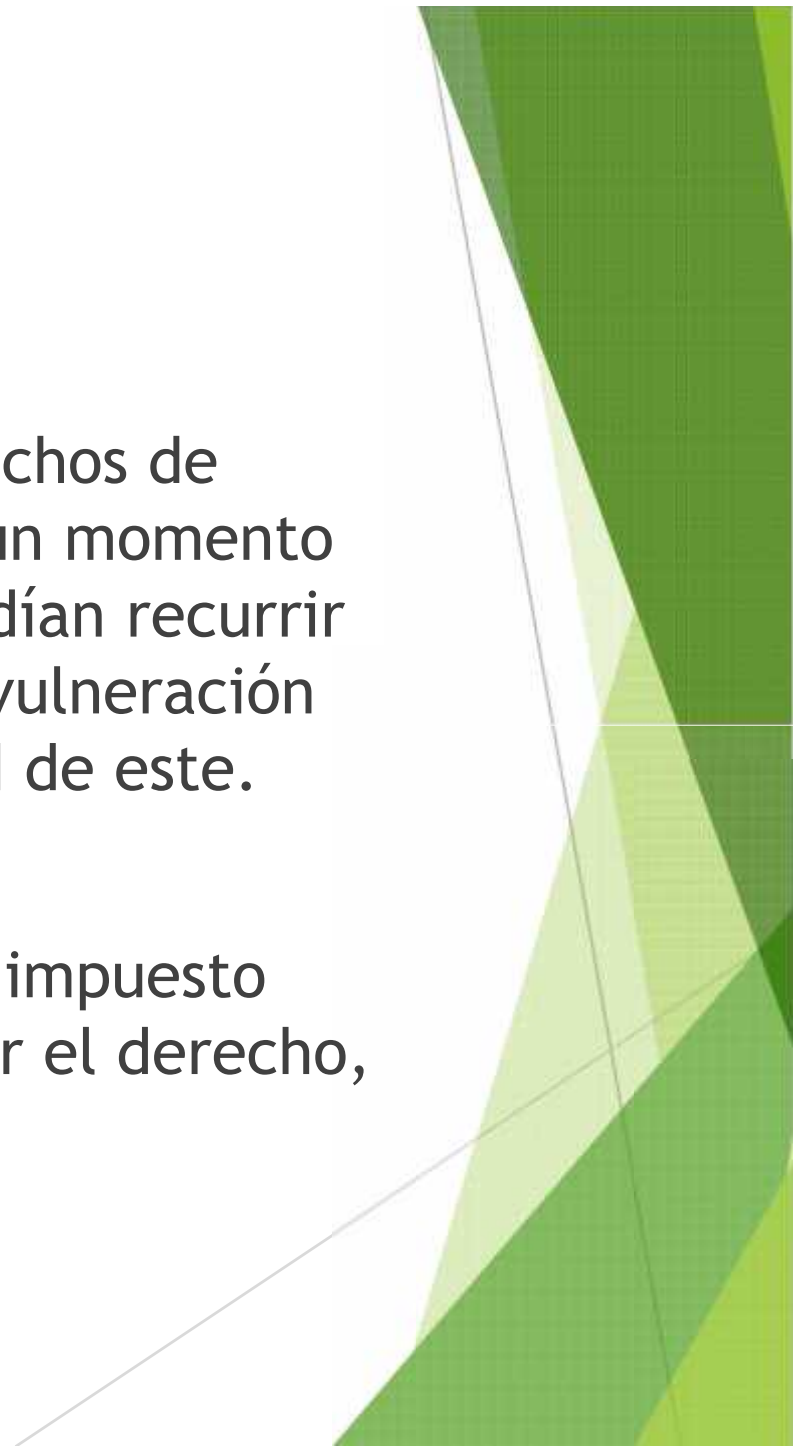 chos de
un momento
dían recurrir
vulneración
d de este.
impuesto
r el derecho,